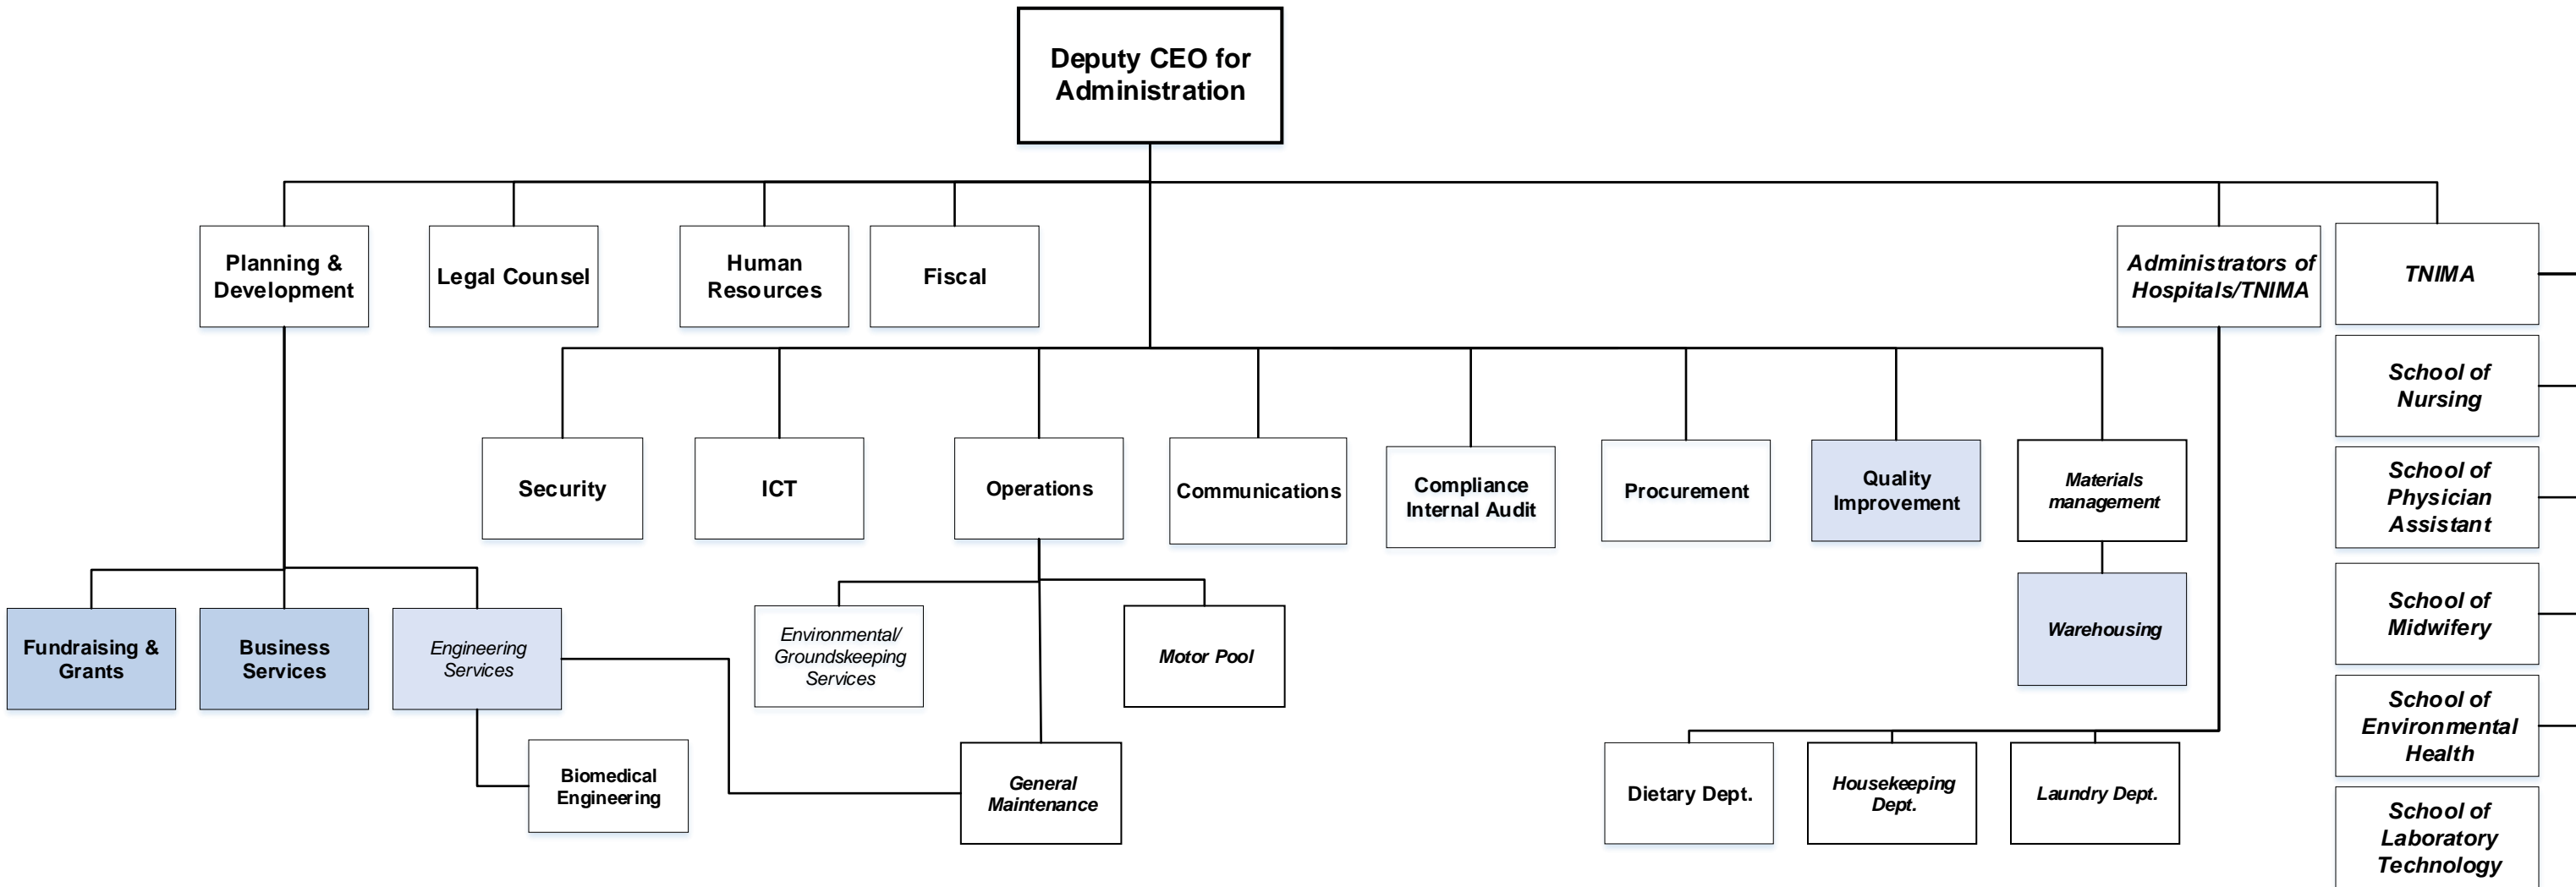 Deputy CEO for
Administration
Planning &
Development
Legal Counsel
Human
Resources
Fiscal
Administrators of
Hospitals/TNIMA
TNIMA
School of
Nursing
Security
ICT
Operations
Communications
Compliance
Internal Audit
Procurement
Quality
Improvement
Materials
management
School of
Physician
Assistant
Fundraising &
Grants
Business
Services
Engineering
Services
Environmental/
Groundskeeping
Services
Motor Pool
Warehousing
School of
Midwifery
Biomedical
Engineering
General
Maintenance
Dietary Dept.
Housekeeping
Dept.
Laundry Dept.
School of
Environmental
Health
School of
Laboratory
Technology